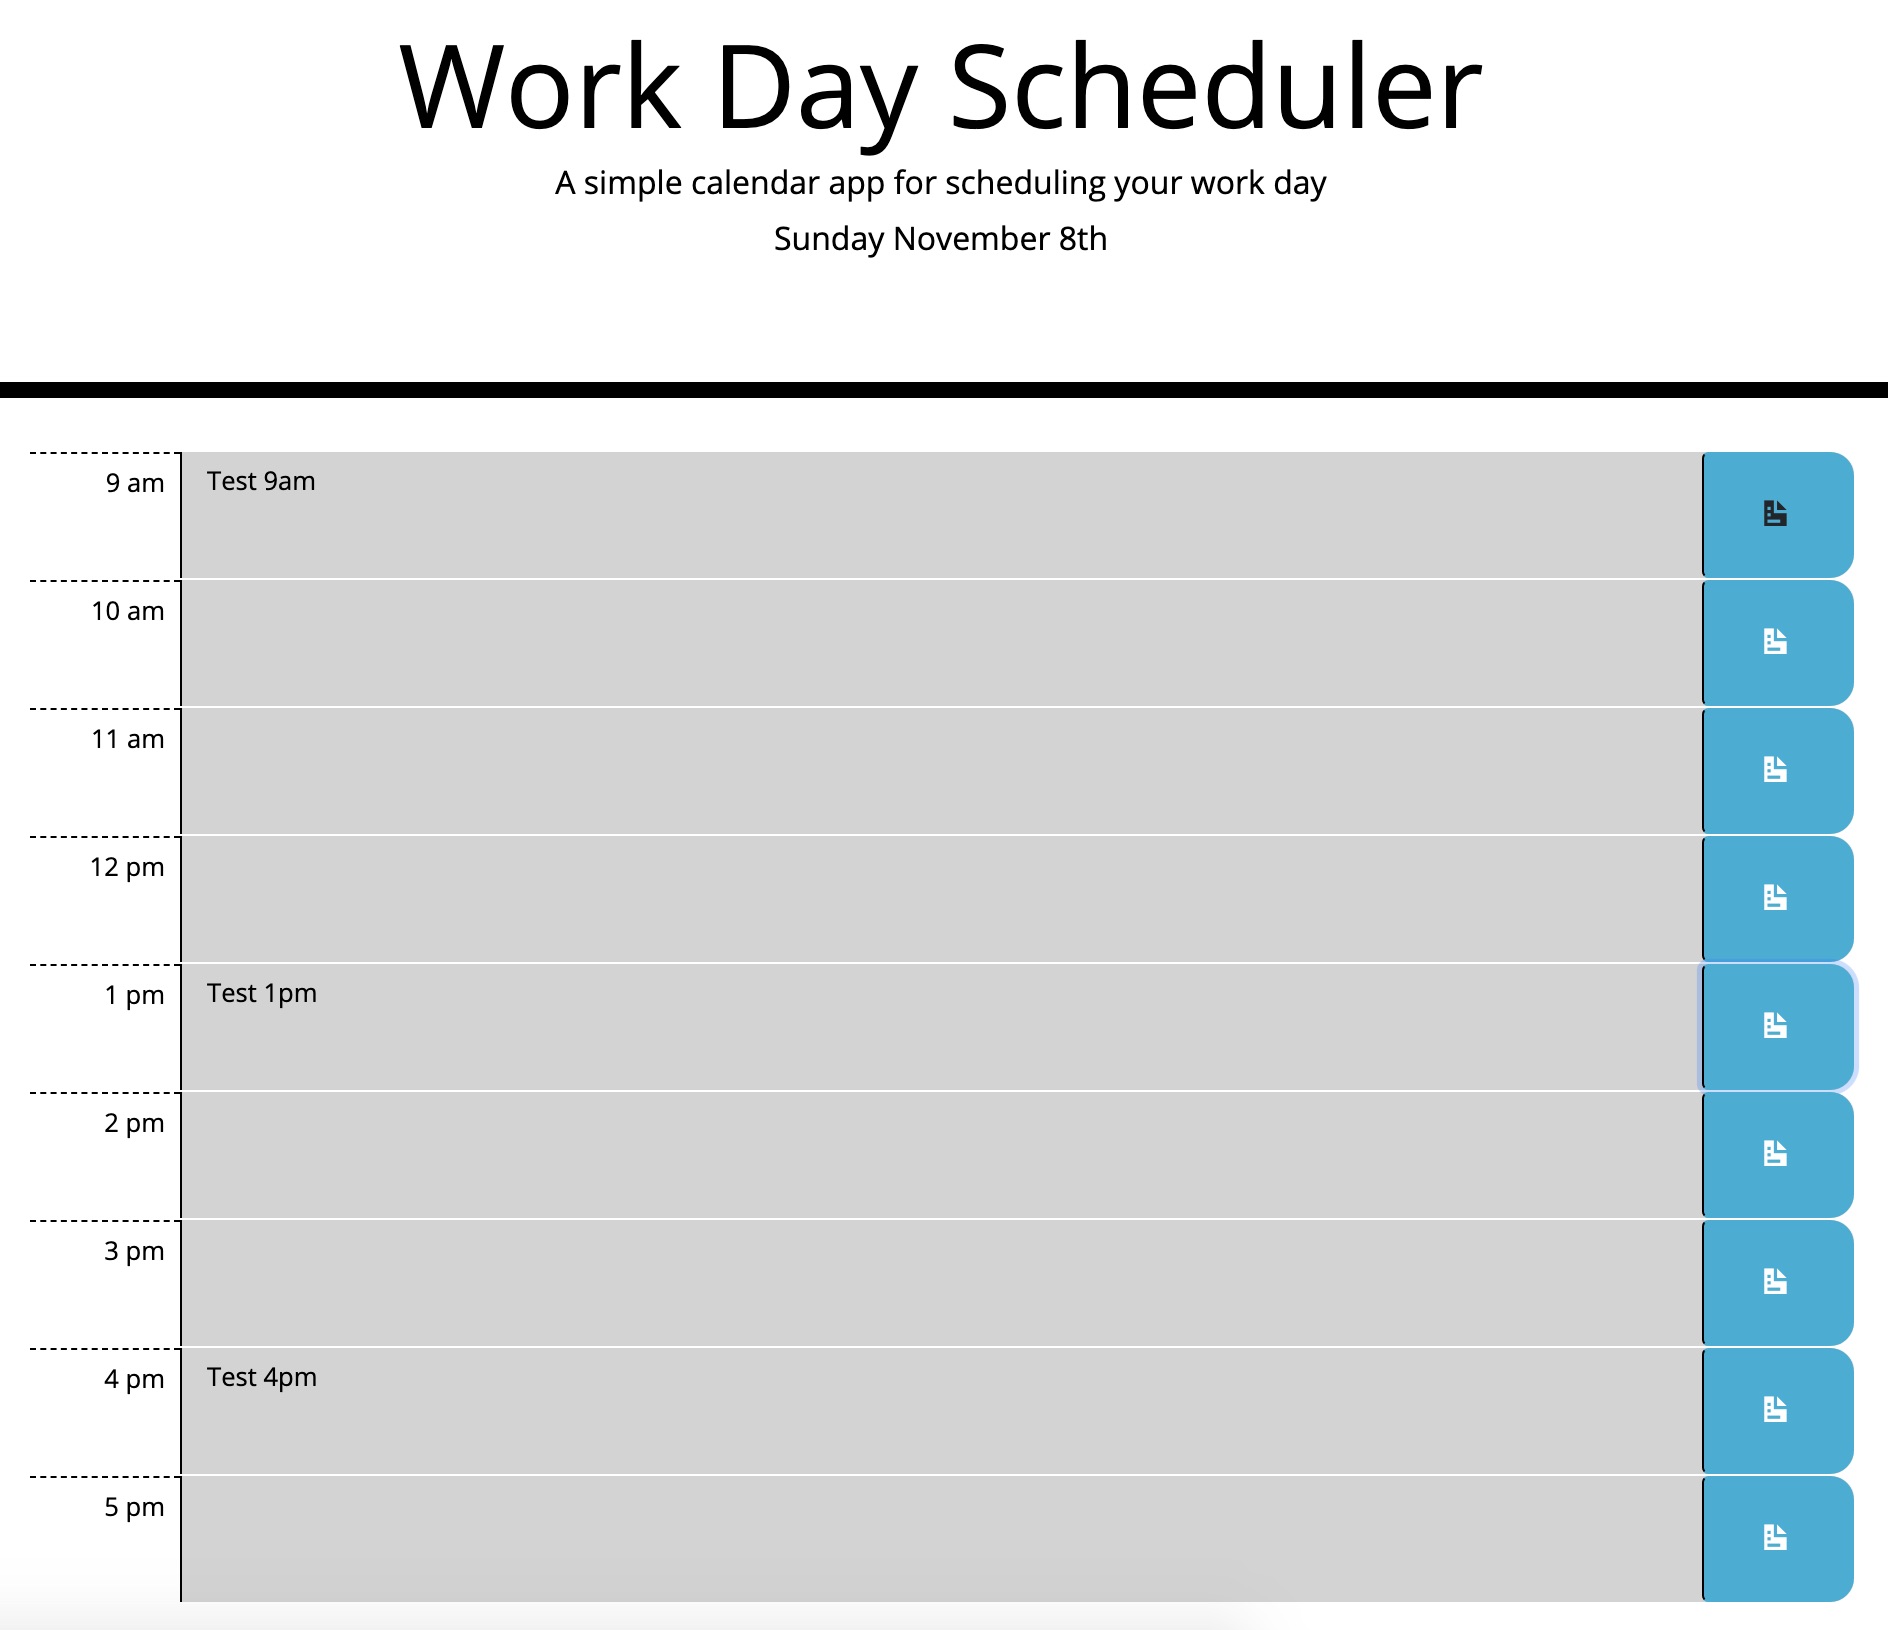 Work Day Scheduler
A simple calendar app for scheduling your work day
Sunday November 8th
9 am
Test 9am
10 am
11 am
12 pm
1 pm
Test 1pm
2 pm
3 pm
4 pm
Test 4pm
5 pm